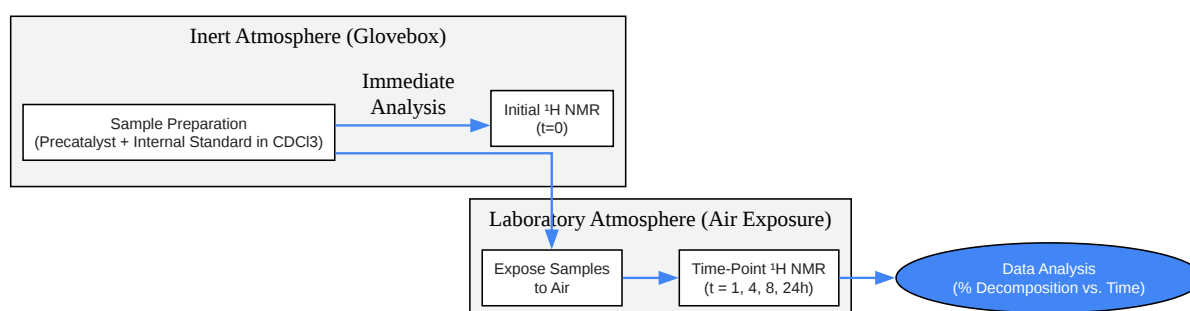 Inert Atmosphere (Glovebox)
Immediate
Analysis
Sample Preparation
(Precatalyst + Internal Standard in CDCl3)
Initial ¹H NMR
(t=0)
Laboratory Atmosphere (Air Exposure)
Expose Samples
to Air
Time-Point ¹H NMR
(t = 1, 4, 8, 24h)
Data Analysis
(% Decomposition vs. Time)